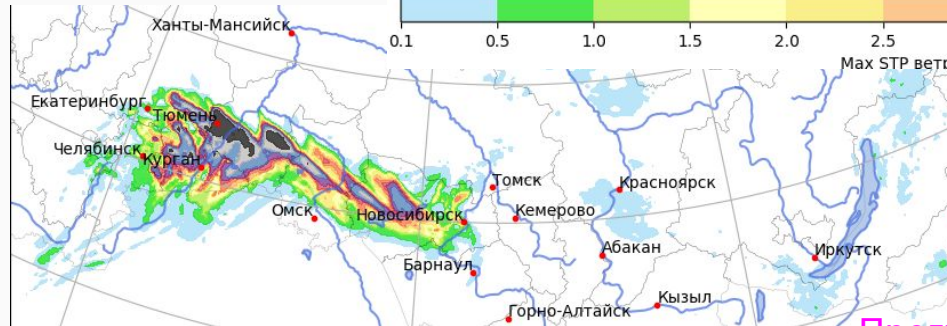 Ханты-Мансийск
0.1 0.5 1.0 1.5 2.0 2.5
Max STP ветр
Екатеринбург
Тюмень
Челябинск
Курган
Томск
Красноярск
Омск
Новосибирск
Кемерово
Абакан
Иркутск
Барнаул
Кызыл
Горно-Алтайск